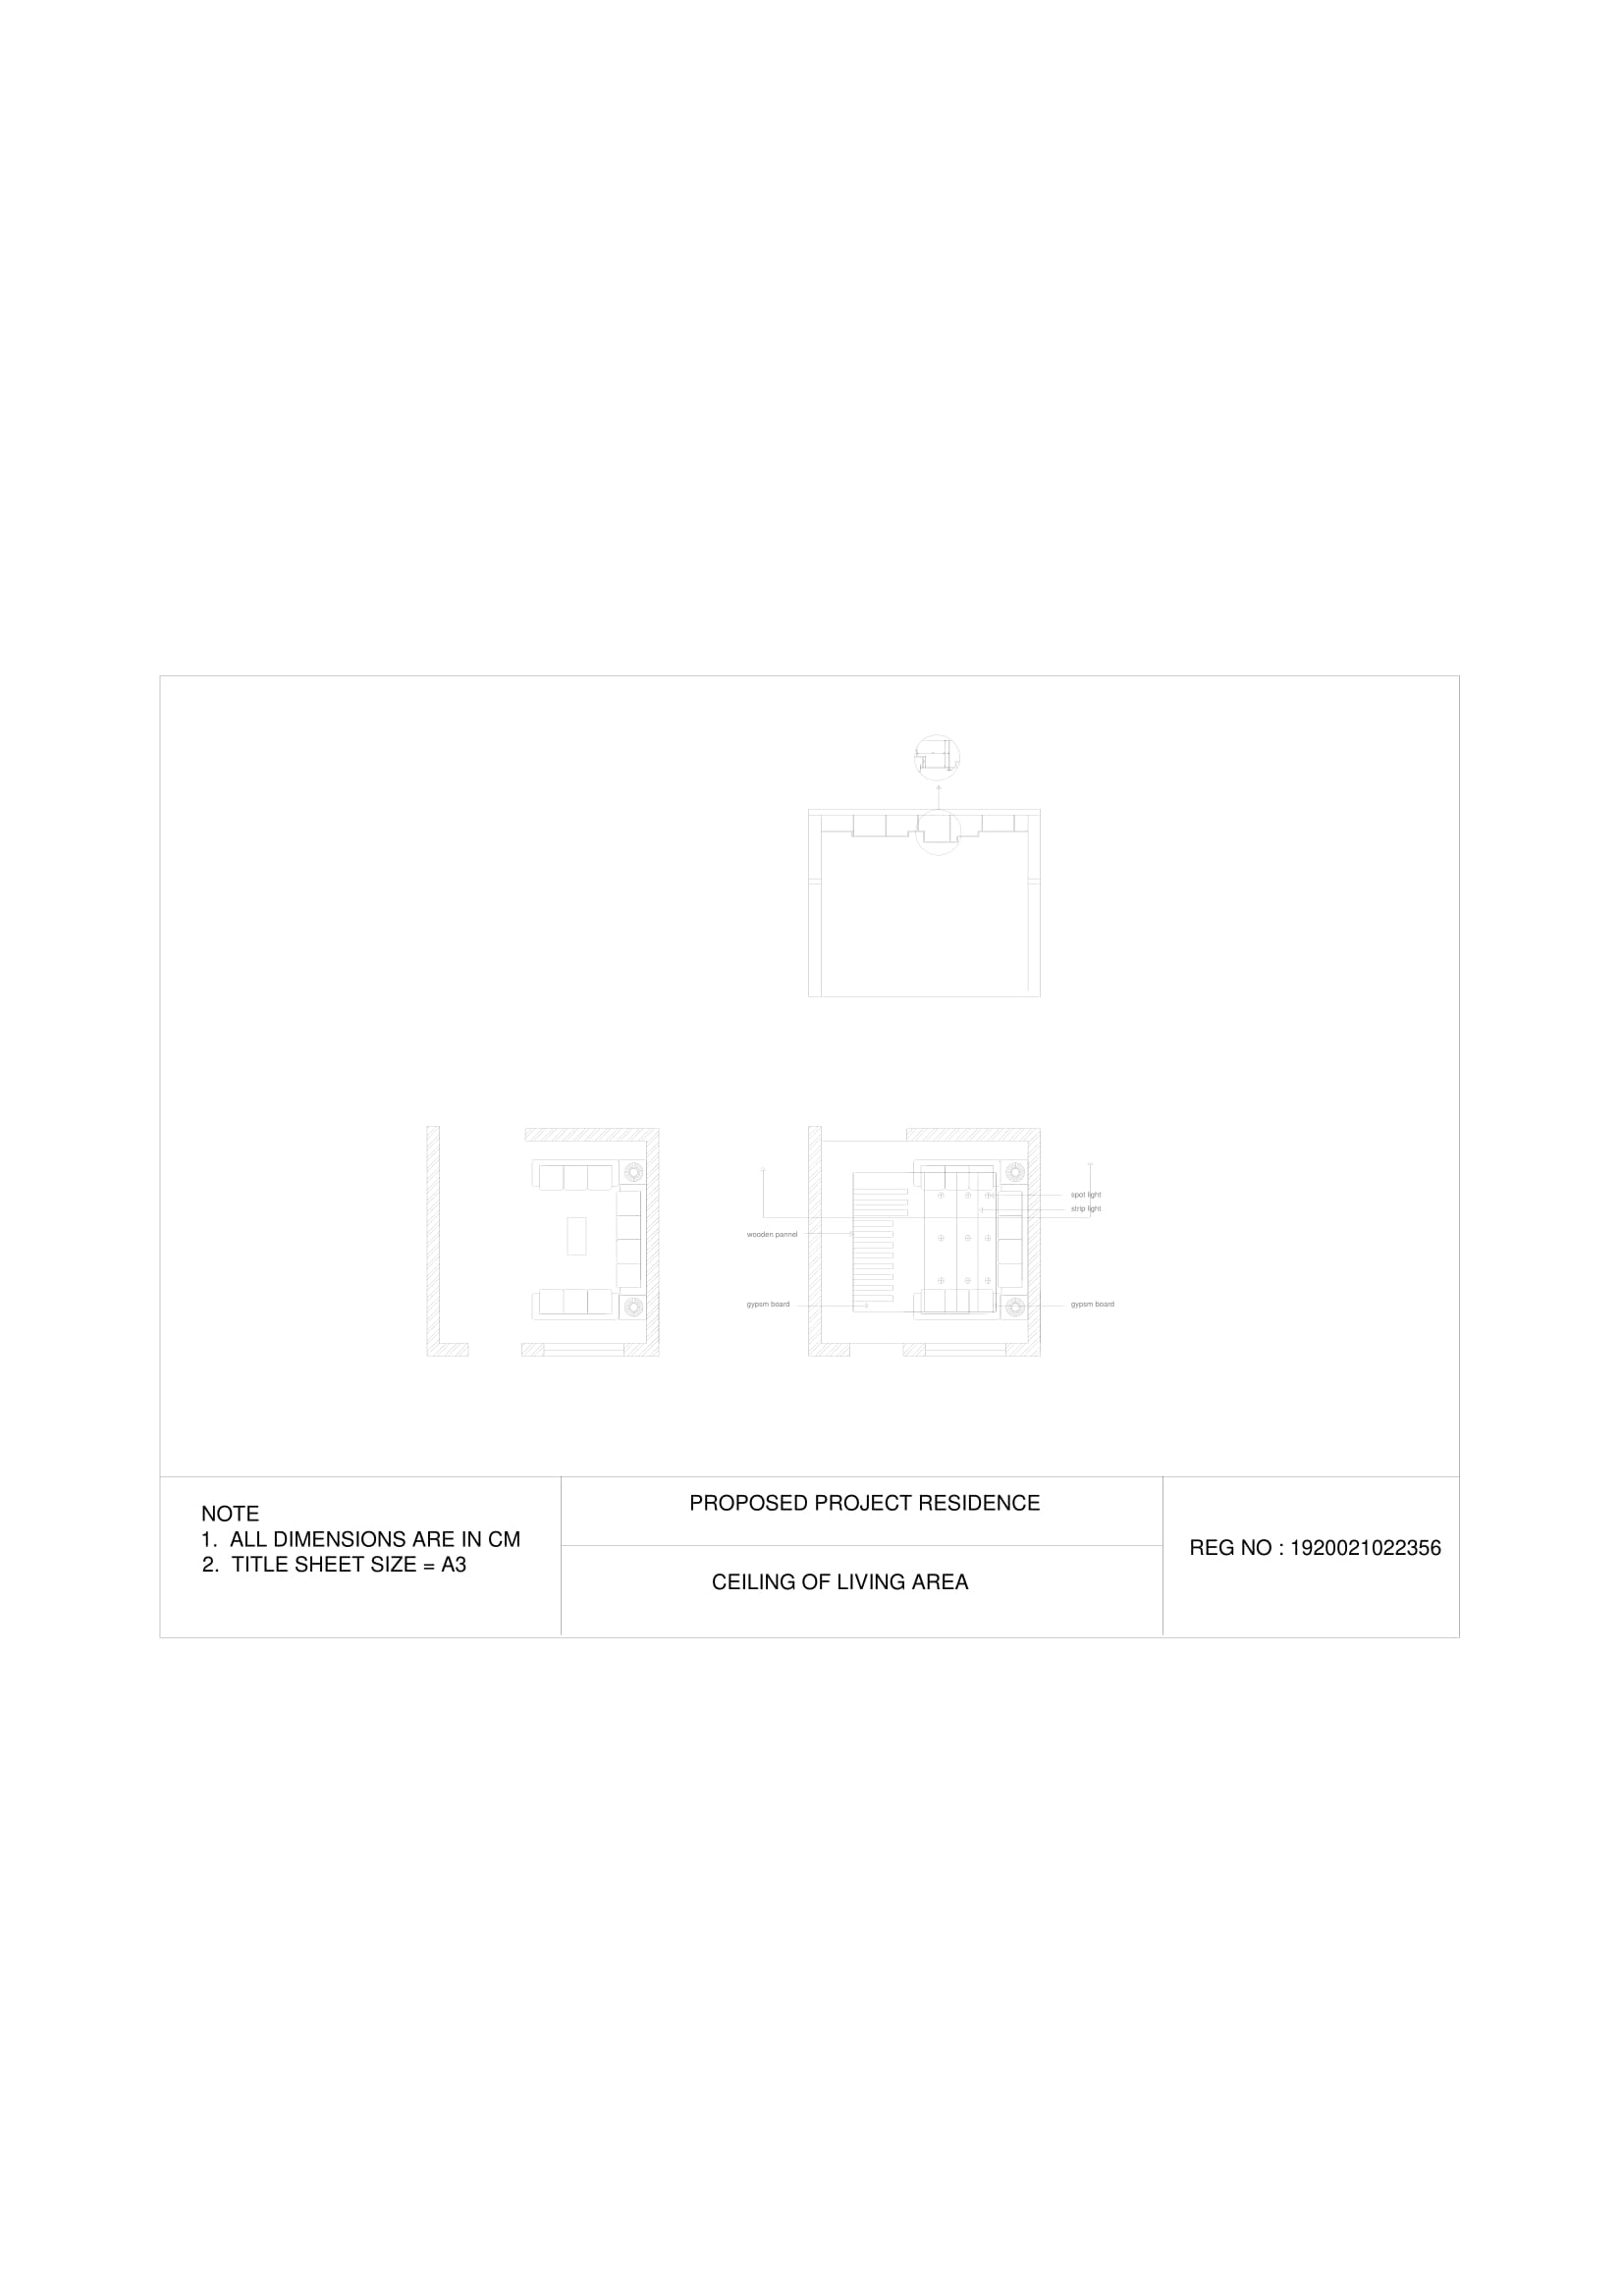 spot light
strip light
wooden pannel
gypsm board
gypsm board
NOTE
1. ALL DIMENSIONS ARE IN CM
2. TITLE SHEET SIZE = A3
PROPOSED PROJECT RESIDENCE
CEILING OF LIVING AREA
REG NO : 1920021022356